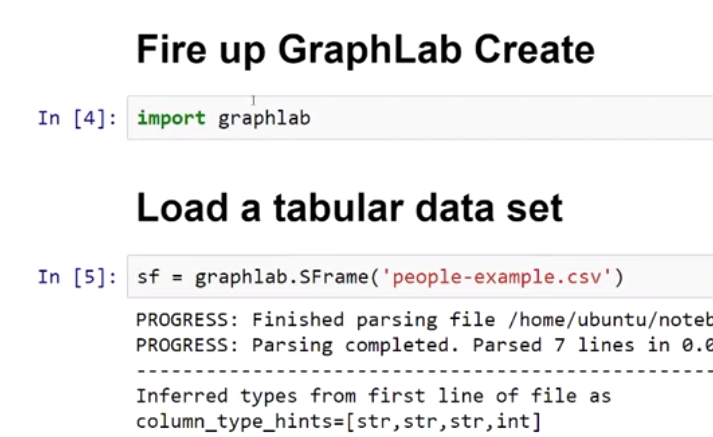 Fire up GraphLab Create
In [4]: import graphlab
Load a tabular data set
In [5]: sf = graphlab.SFrame('people-example.csv')
PROGRESS: Finished parsing file /home/ubuntu/noteb
PROGRESS: Parsing completed. Parsed 7 lines in 0.0
------------------------------------------------------
Inferred types from first line of file as
column_type_hints=[str,str,str,int]